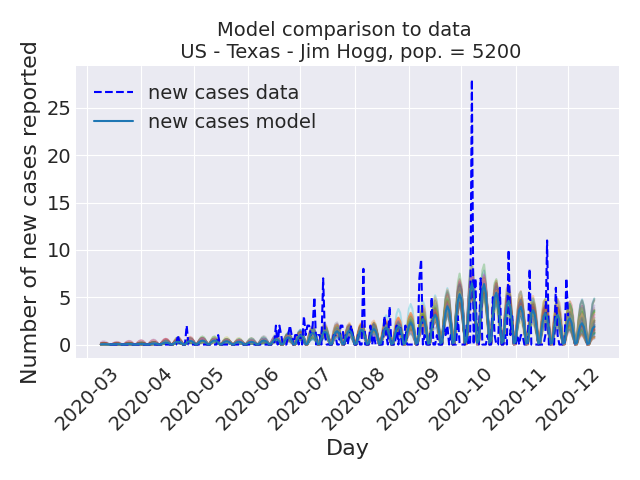 Model comparison to data
US - Texas - Jim Hogg, pop. = 5200
Number of new cases reported
new cases data
new cases model
25
20
15
10
5
0
2020-03
2020-04
2020-05
2020-06
2020-07
2020-08
2020-09
2020-10
2020-11
2020-12
Day